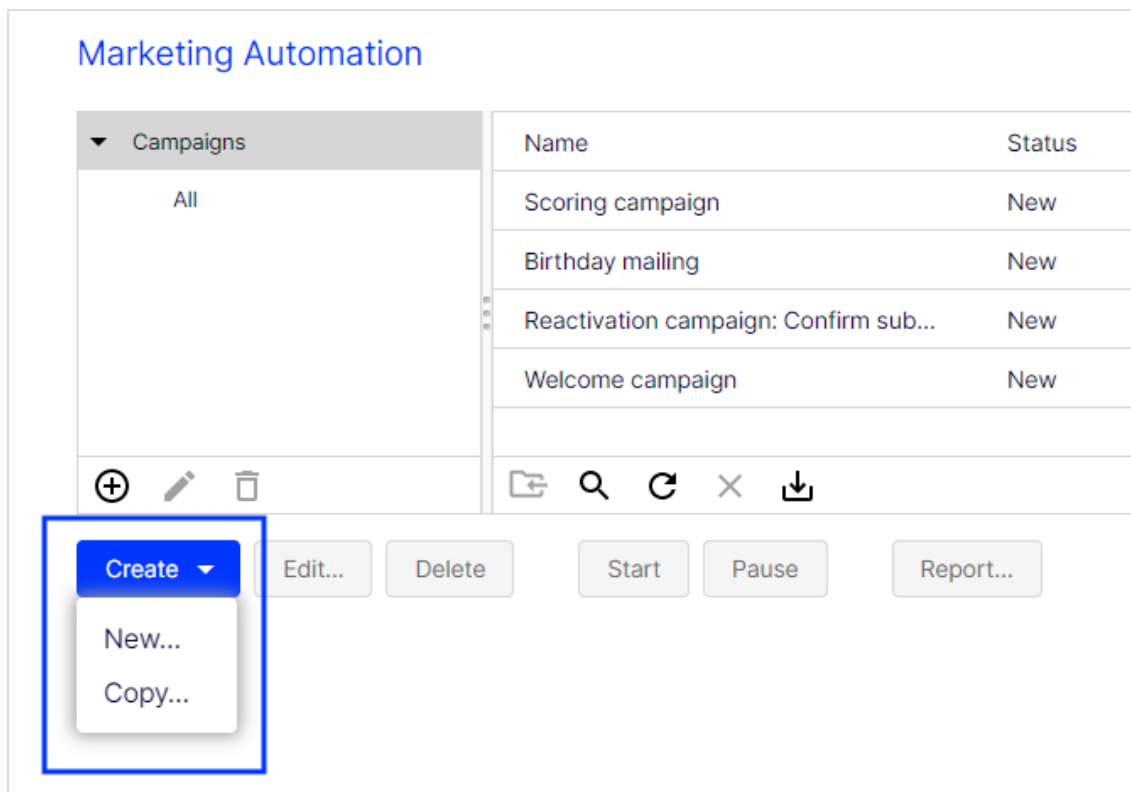 Marketing Automation
Campaigns
All
Name Status
Scoring campaign New
Birthday mailing New
Reactivation campaign: Confirm sub... New
Welcome campaign New
Create Edit... Delete Start Pause Report...
New...
Copy...